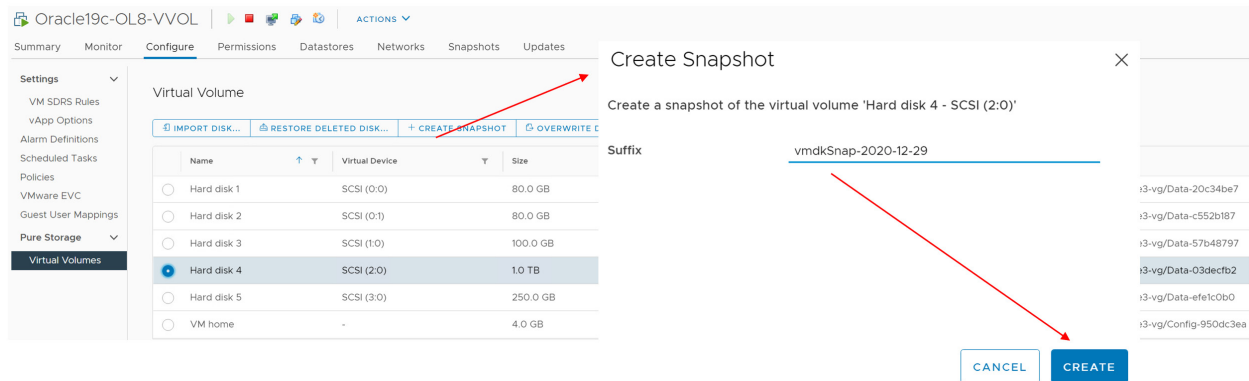 Oracle19c-OL8-VVOL ACTIONS
Summary Monitor Configure Permissions Datastores Networks Snapshots Updates
Settings
VM SDRS Rules
vApp Options
Alarm Definitions
Scheduled Tasks
Policies
VMware EVC
Guest User Mappings
Pure Storage
Virtual Volumes
Virtual Volume
IMPORT DISK... RESTORE DELETED DISK... + CREATE SNAPSHOT OVERWRITE D
Name Virtual Device Size
Hard disk 1 SCSI (0:0) 80.0 GB
Hard disk 2 SCSI (0:1) 80.0 GB
Hard disk 3 SCSI (1:0) 100.0 GB
Hard disk 4 SCSI (2:0) 1.0 TB
Hard disk 5 SCSI (3:0) 250.0 GB
VM home - 4.0 GB
Create Snapshot
Create a snapshot of the virtual volume 'Hard disk 4 - SCSI (2:0)'
Suffix vmdkSnap-2020-12-29
CANCEL CREATE
e3-vg/Data-20c34be7
e3-vg/Data-c552b187
e3-vg/Data-57b48797
e3-vg/Data-03decfb2
e3-vg/Data-efe1c0b0
e3-vg/Config-950dc3ea